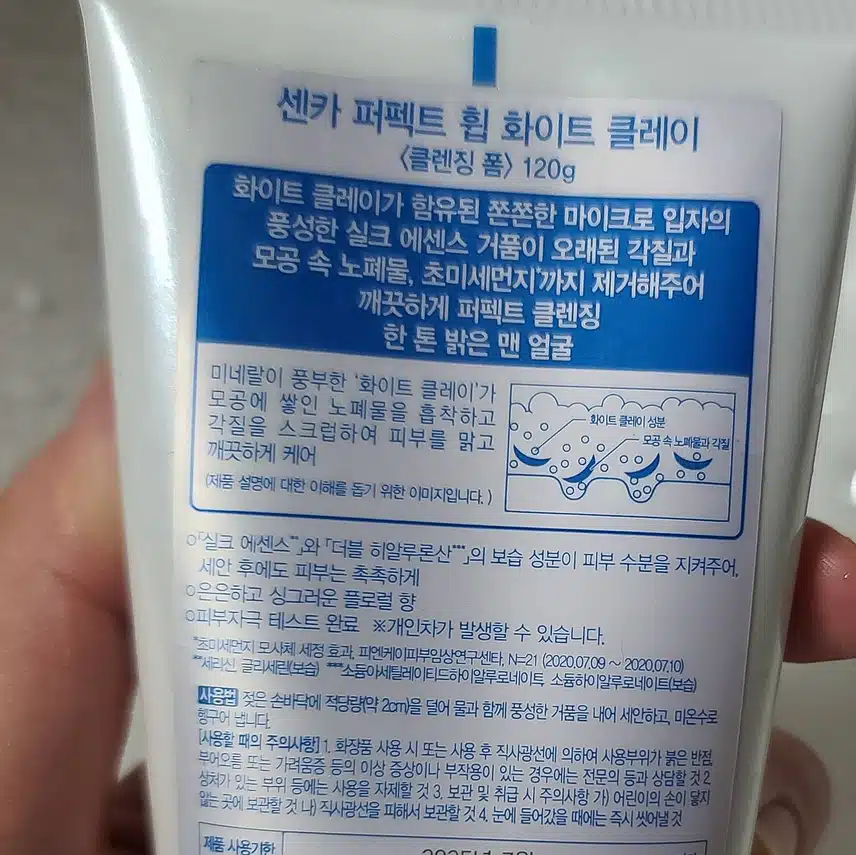 센카 퍼펙트 휩 화이트 클레이
<클렌징 폼> 120g
화이트 클레이가 함유된 쫀쫀한 마이크로 입자의
풍성한 실크 에센스 거품이 오래된 각질과
모공 속 노폐물, 초미세먼지*까지 제거해주어
깨끗하게 퍼펙트 클렌징
한 톤 밝은 맨 얼굴
미네랄이 풍부한 '화이트 클레이'가
모공에 쌓인 노폐물을 흡착하고
각질을 스크럽하여 피부를 맑고
깨끗하게 케어
(제품 설명에 대한 이해를 돕기 위한 이미지입니다.)
화이트 클레이 성분
모공 속 노폐물과 각질
○「실크 에센스**」와 「더블 히알루론산***」의 보습 성분이 피부 수분을 지켜주어,
세안 후에도 피부는 촉촉하게
○은은하고 싱그러운 플로럴 향
○피부자극 테스트 완료 ※개인차가 발생할 수 있습니다.
*초미세먼지 모사체 세정 효과, 피엔케이피부임상연구센타, N=21 (2020.07.09 ~ 2020.07.10)
**세리신, 글리세린(보습) ***소듐아세틸레이티드하이알루로네이트, 소듐하이알루로네이트(보습)
사용법 젖은 손바닥에 적당량(약 2cm)을 덜어 물과 함께 풍성한 거품을 내어 세안하고, 미온수로
헹구어 냅니다.
[사용할 때의 주의사항] 1. 화장품 사용 시 또는 사용 후 직사광선에 의하여 사용부위가 붉은 반점,
부어오름 또는 가려움증 등의 이상 증상이나 부작용이 있는 경우에는 전문의 등과 상담할 것 2.
상처가 있는 부위 등에는 사용을 자제할 것 3. 보관 및 취급 시 주의사항 가) 어린이의 손이 닿지
않는 곳에 보관할 것 나) 직사광선을 피해서 보관할 것 4. 눈에 들어갔을 때에는 즉시 씻어낼 것
제품 사용기한